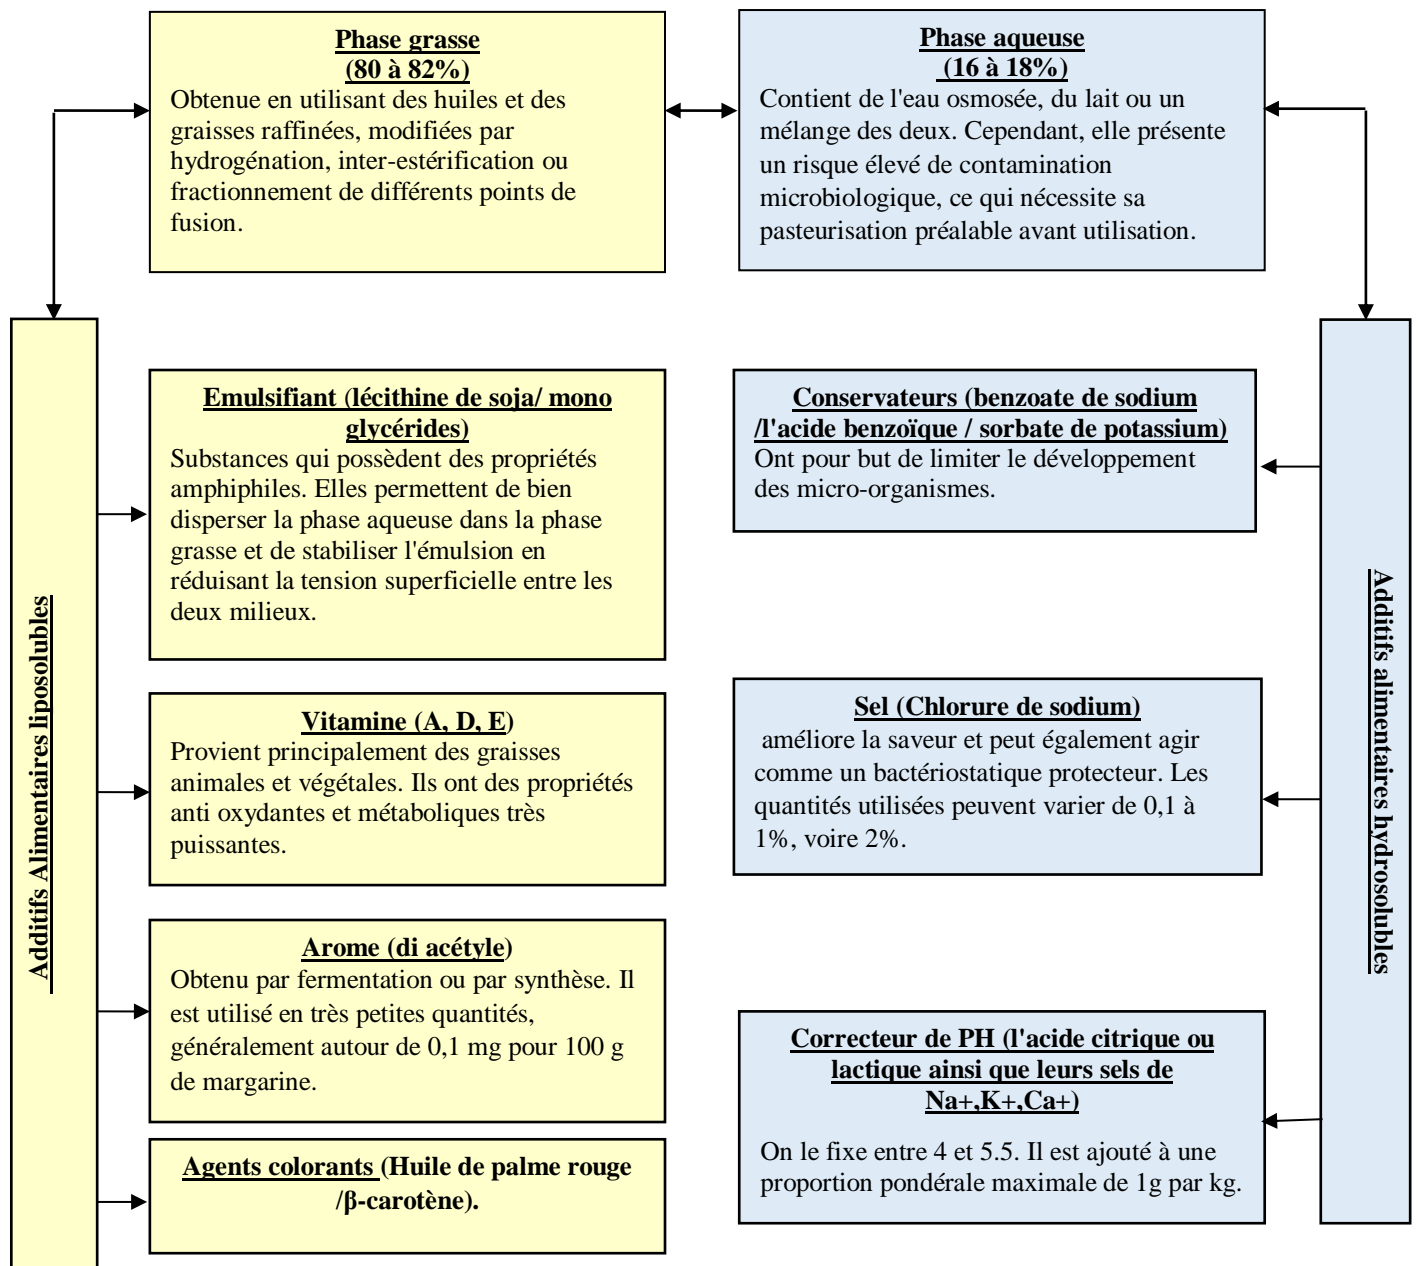 Phase grasse
(80 à 82%)
Obtenue en utilisant des huiles et des
graisses raffinées, modifiées par
hydrogénation, inter-estérification ou
fractionnement de différents points de
fusion.
Phase aqueuse
(16 à 18%)
Contient de l'eau osmosée, du lait ou un
mélange des deux. Cependant, elle présente
un risque élevé de contamination
microbiologique, ce qui nécessite sa
pasteurisation préalable avant utilisation.
Additifs Alimentaires liposolubles
Emulsifiant (lécithine de soja/ mono
glycérides)
Substances qui possèdent des propriétés
amphiphiles. Elles permettent de bien
disperser la phase aqueuse dans la phase
grasse et de stabiliser l'émulsion en
réduisant la tension superficielle entre les
deux milieux.
Vitamine (A, D, E)
Provient principalement des graisses
animales et végétales. Ils ont des propriétés
anti oxydantes et métaboliques très
puissantes.
Arome (di acétyle)
Obtenu par fermentation ou par synthèse. Il
est utilisé en très petites quantités,
généralement autour de 0,1 mg pour 100 g
de margarine.
Agents colorants (Huile de palme rouge
/β-carotène).
Conservateurs (benzoate de sodium
/l'acide benzoïque / sorbate de potassium)
Ont pour but de limiter le développement
des micro-organismes.
Sel (Chlorure de sodium)
améliore la saveur et peut également agir
comme un bactériostatique protecteur. Les
quantités utilisées peuvent varier de 0,1 à
1%, voire 2%.
Correcteur de PH (l'acide citrique ou
lactique ainsi que leurs sels de
Na+,K+,Ca+)
On le fixe entre 4 et 5.5. Il est ajouté à une
proportion pondérale maximale de 1g par kg.
Additifs alimentaires hydrosolubles